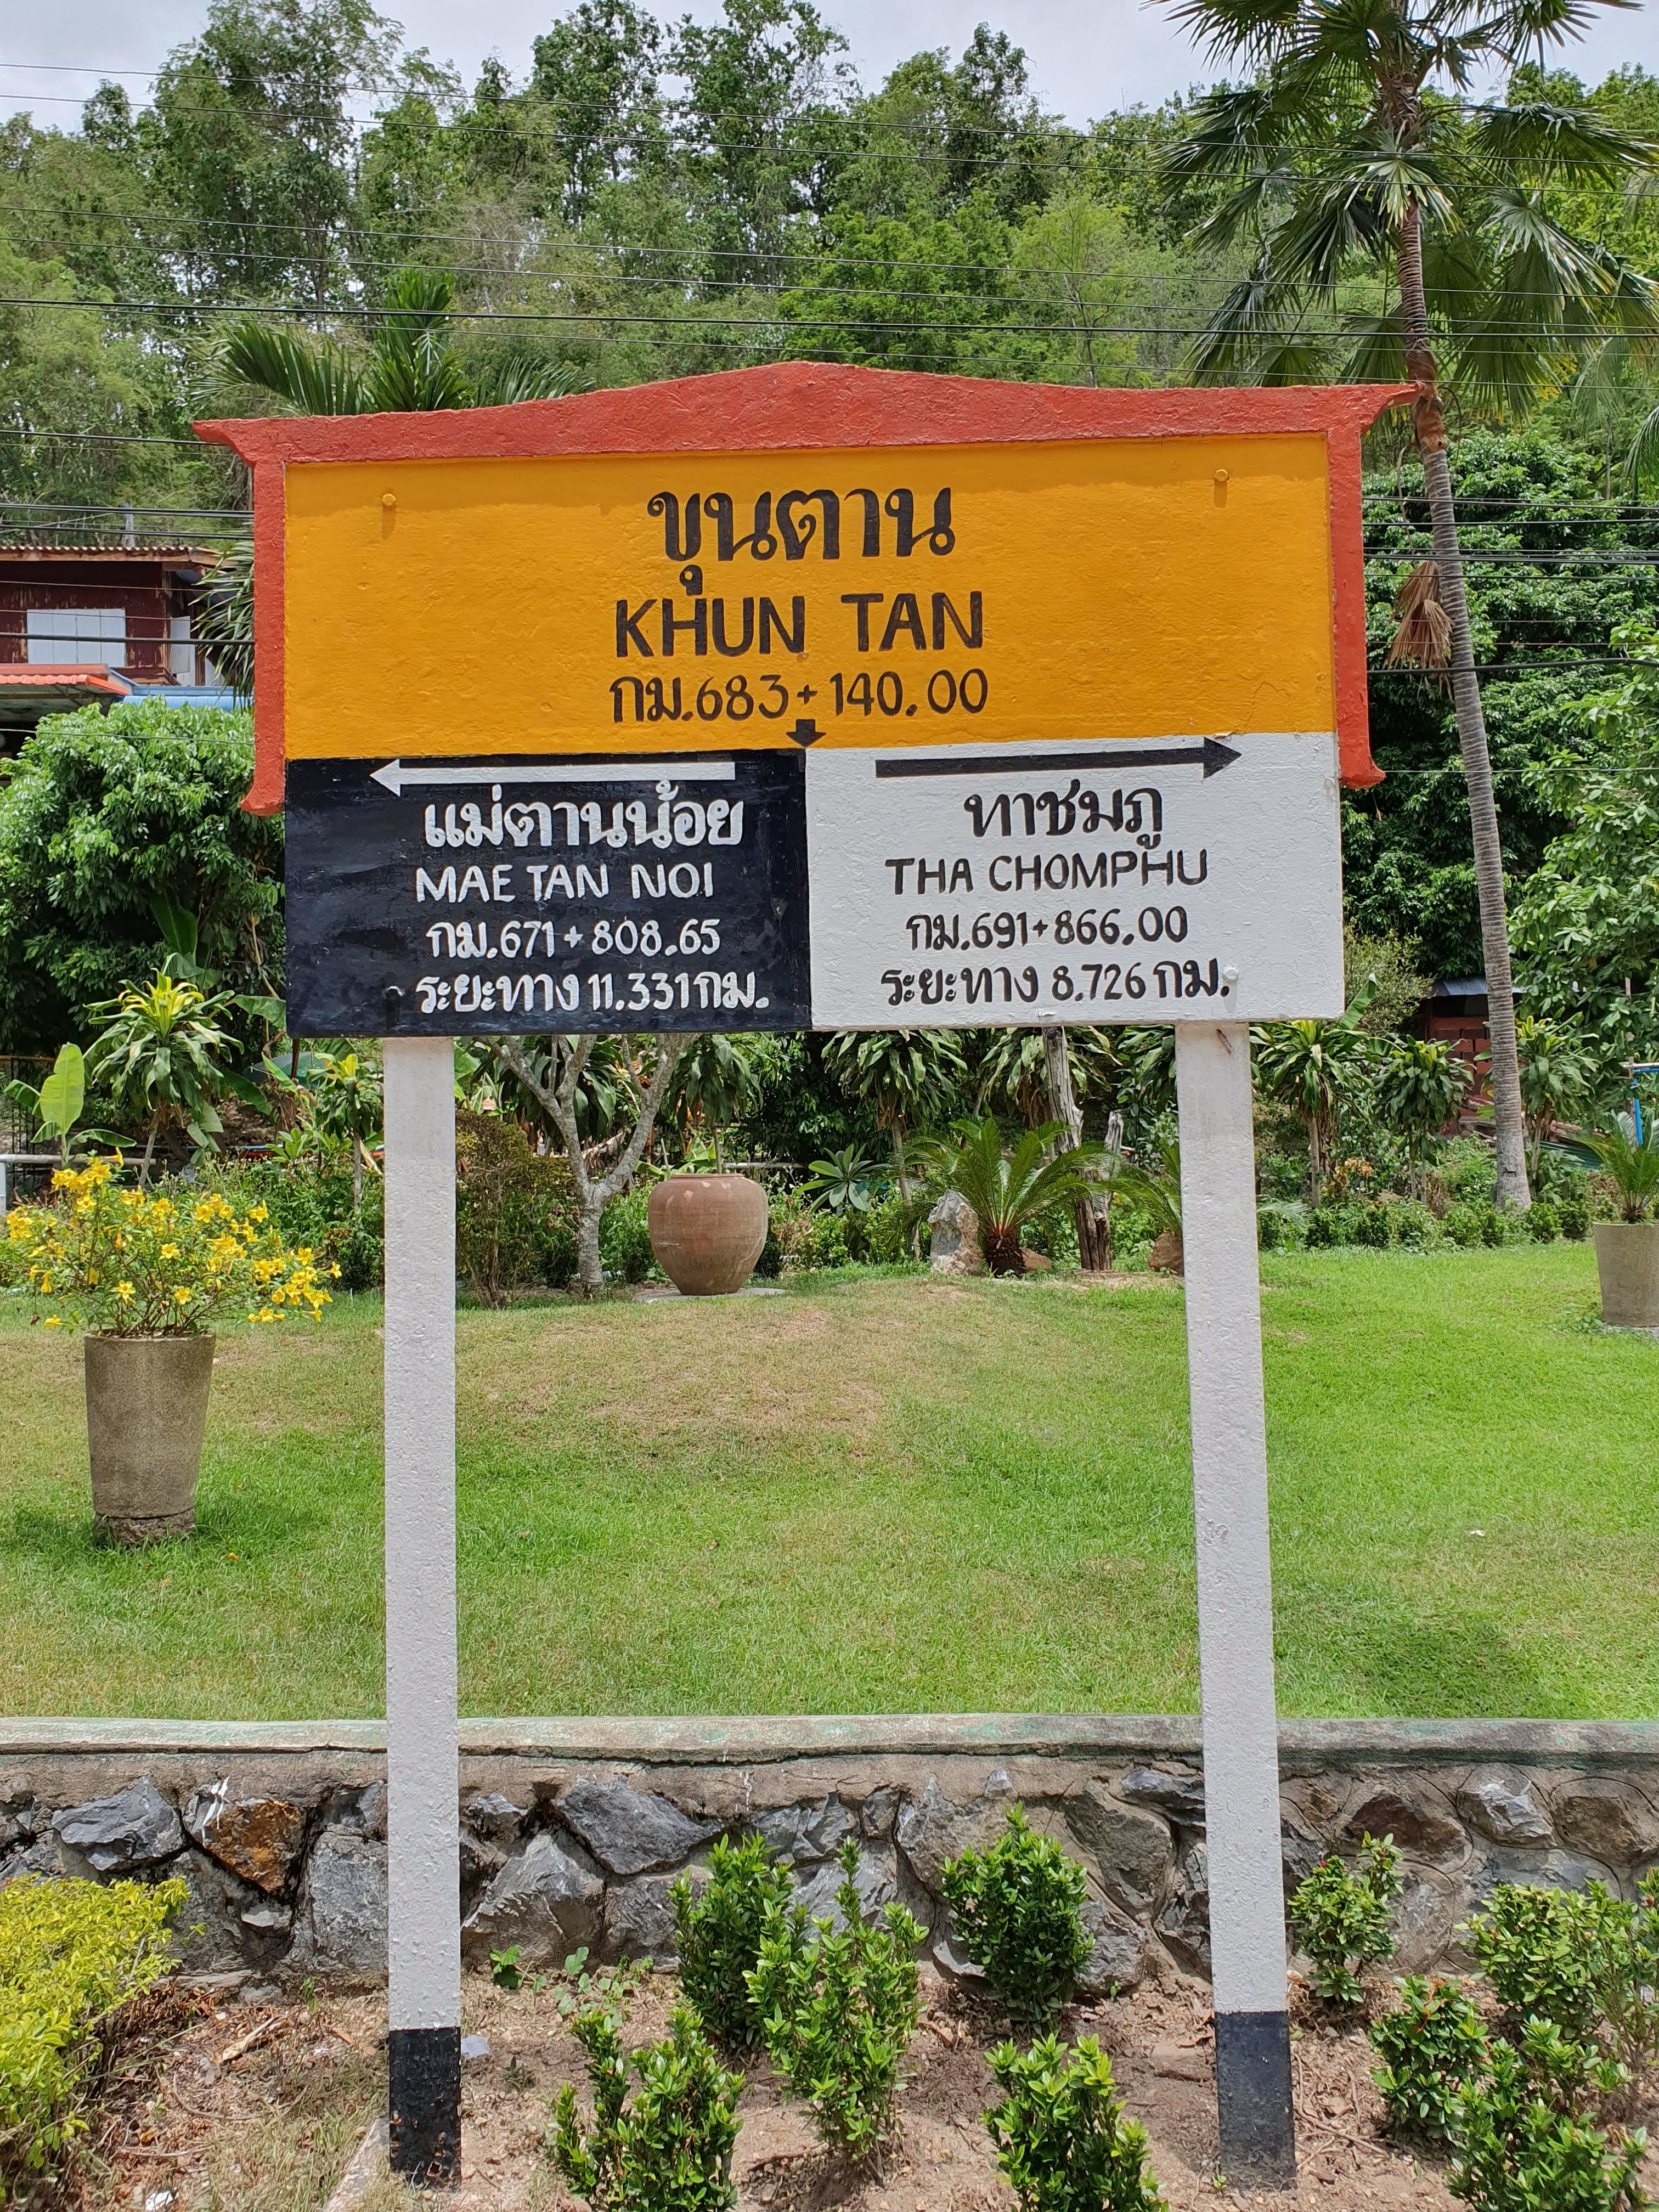 ขุนตาน
KHUN TAN
กม.683+140.00
แม่ตานน้อย
MAE TAN NOI
กม.671+808.65
ระยะทาง 11.331กม.
ทาชมภู
THA CHOMPHU
กม.691+866.00
ระยะทาง 8.726 กม.